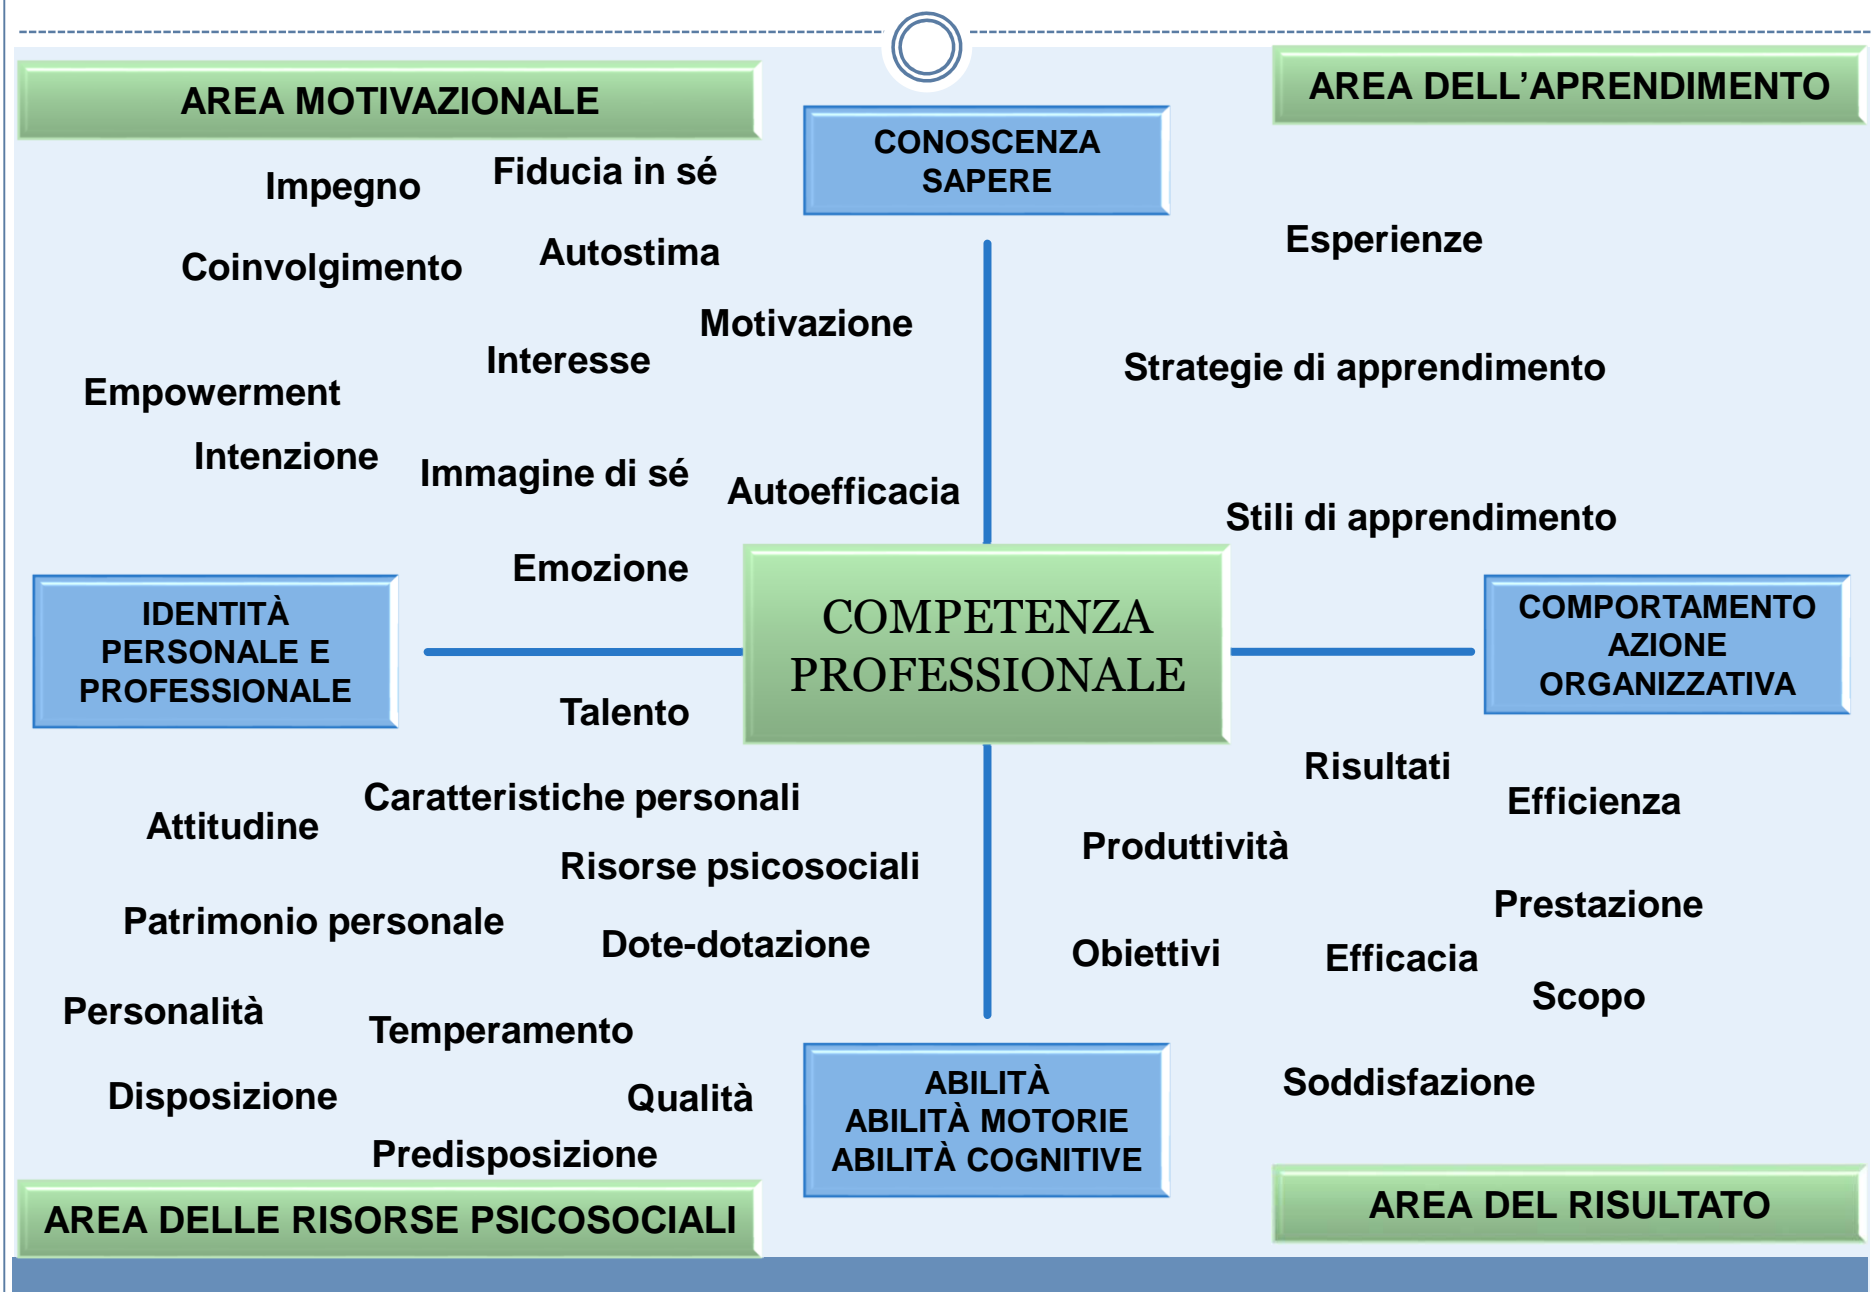 AREA MOTIVAZIONALE
AREA DELL’APRENDIMENTO
CONOSCENZA
SAPERE
Impegno
Fiducia in sé
Coinvolgimento
Autostima
Motivazione
Interesse
Empowerment
Intenzione
Immagine di sé
Autoefficacia
Emozione
Esperienze
Strategie di apprendimento
Stili di apprendimento
IDENTITÀ
PERSONALE E
PROFESSIONALE
COMPETENZA
PROFESSIONALE
COMPORTAMENTO
AZIONE
ORGANIZZATIVA
Talento
Caratteristiche personali
Attitudine
Risorse psicosociali
Patrimonio personale
Dote-dotazione
Personalità
Temperamento
Disposizione
Qualità
Predisposizione
Risultati
Efficienza
Produttività
Prestazione
Obiettivi
Efficacia
Scopo
Soddisfazione
ABILITÀ
ABILITÀ MOTORIE
ABILITÀ COGNITIVE
AREA DELLE RISORSE PSICOSOCIALI
AREA DEL RISULTATO